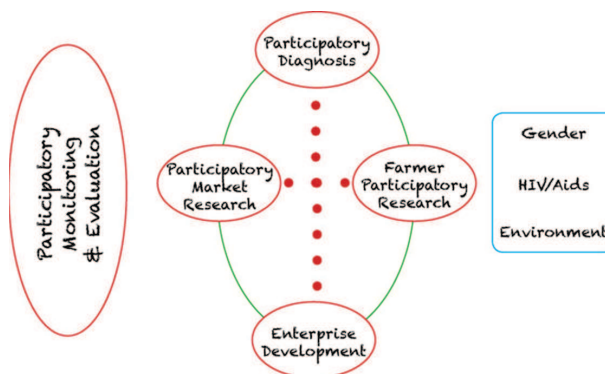 Participatory
Diagnosis
Participatory
Monitoring
& Evaluation
Participatory
Market
Research
Farmer
Participatory
Research
Enterprise
Development
Gender
HIV/Aids
Environment